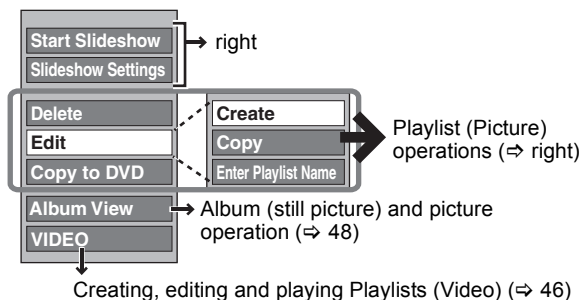 Start Slideshow
right
Slideshow Settings
Delete
Edit
Copy to DVD
Create
Copy
Enter Playlist Name
Playlist (Picture)
operations (⇨ right)
Album View
Album (still picture) and picture
operation (⇨ 48)
VIDEO
Creating, editing and playing Playlists (Video) (⇨ 46)